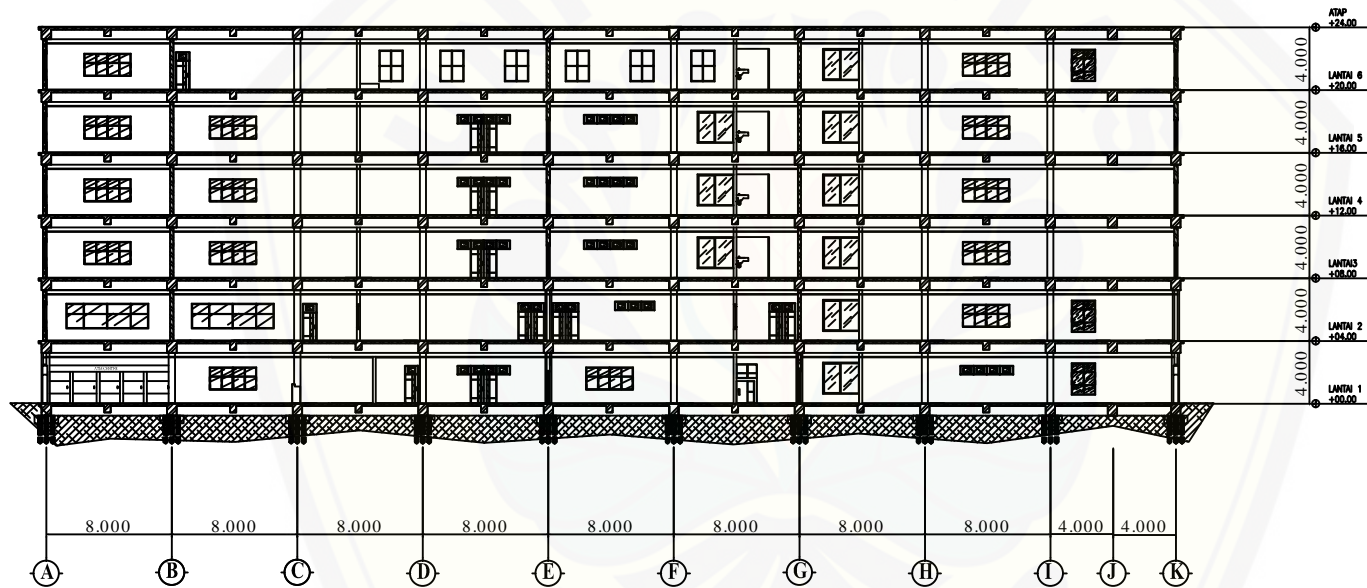 ATAP
+24.00
4.000
LANTAI 6
+20.00
4.000
LANTAI 5
+16.00
4.000
LANTAI 4
+12.00
4.000
LANTAI3
+08.00
4.000
LANTAI 2
+04.00
4.000
LANTAI 1
+00.00
8.000 8.000 8.000 8.000 8.000 8.000 8.000 8.000 4.000 4.000
A B C D E F G H I J K